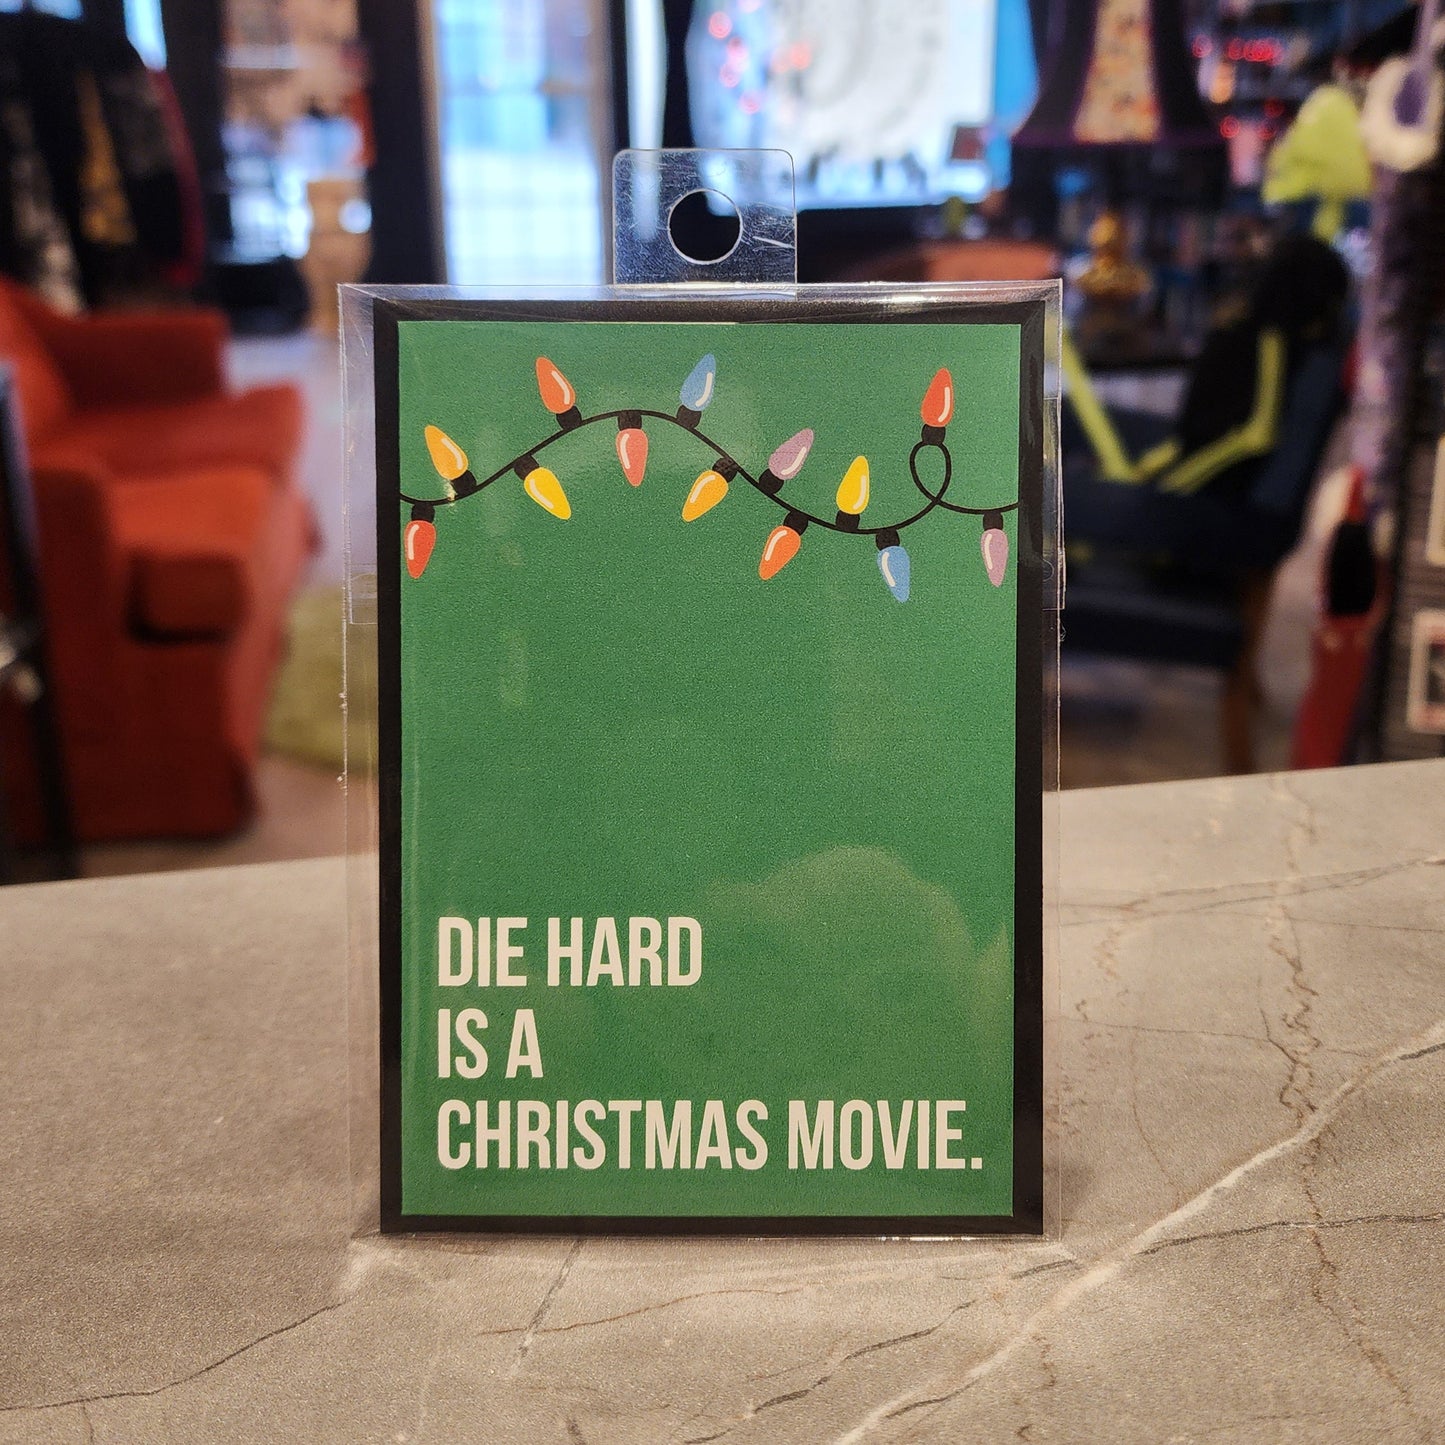 DIE HARD
IS A
CHRISTMAS MOVIE.